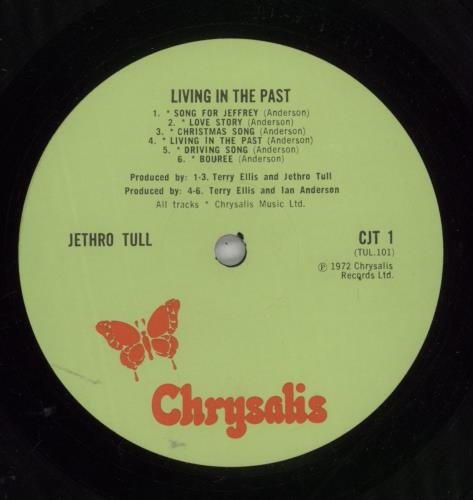 LIVING IN THE PAST
1. * SONG FOR JEFFREY (Anderson)
2. * LOVE STORY (Anderson)
3. * CHRISTMAS SONG (Anderson)
4. * LIVING IN THE PAST (Anderson)
5. * DRIVING SONG (Anderson)
6. * BOUREE (Anderson)
Produced by: 1-3. Terry Ellis and Jethro Tull
Produced by: 4-6. Terry Ellis and Ian Anderson
All tracks * Chrysalis Music Ltd.
JETHRO TULL
CJT 1
(TUL.101)
℗ 1972 Chrysalis
Records Ltd.
Chrysalis